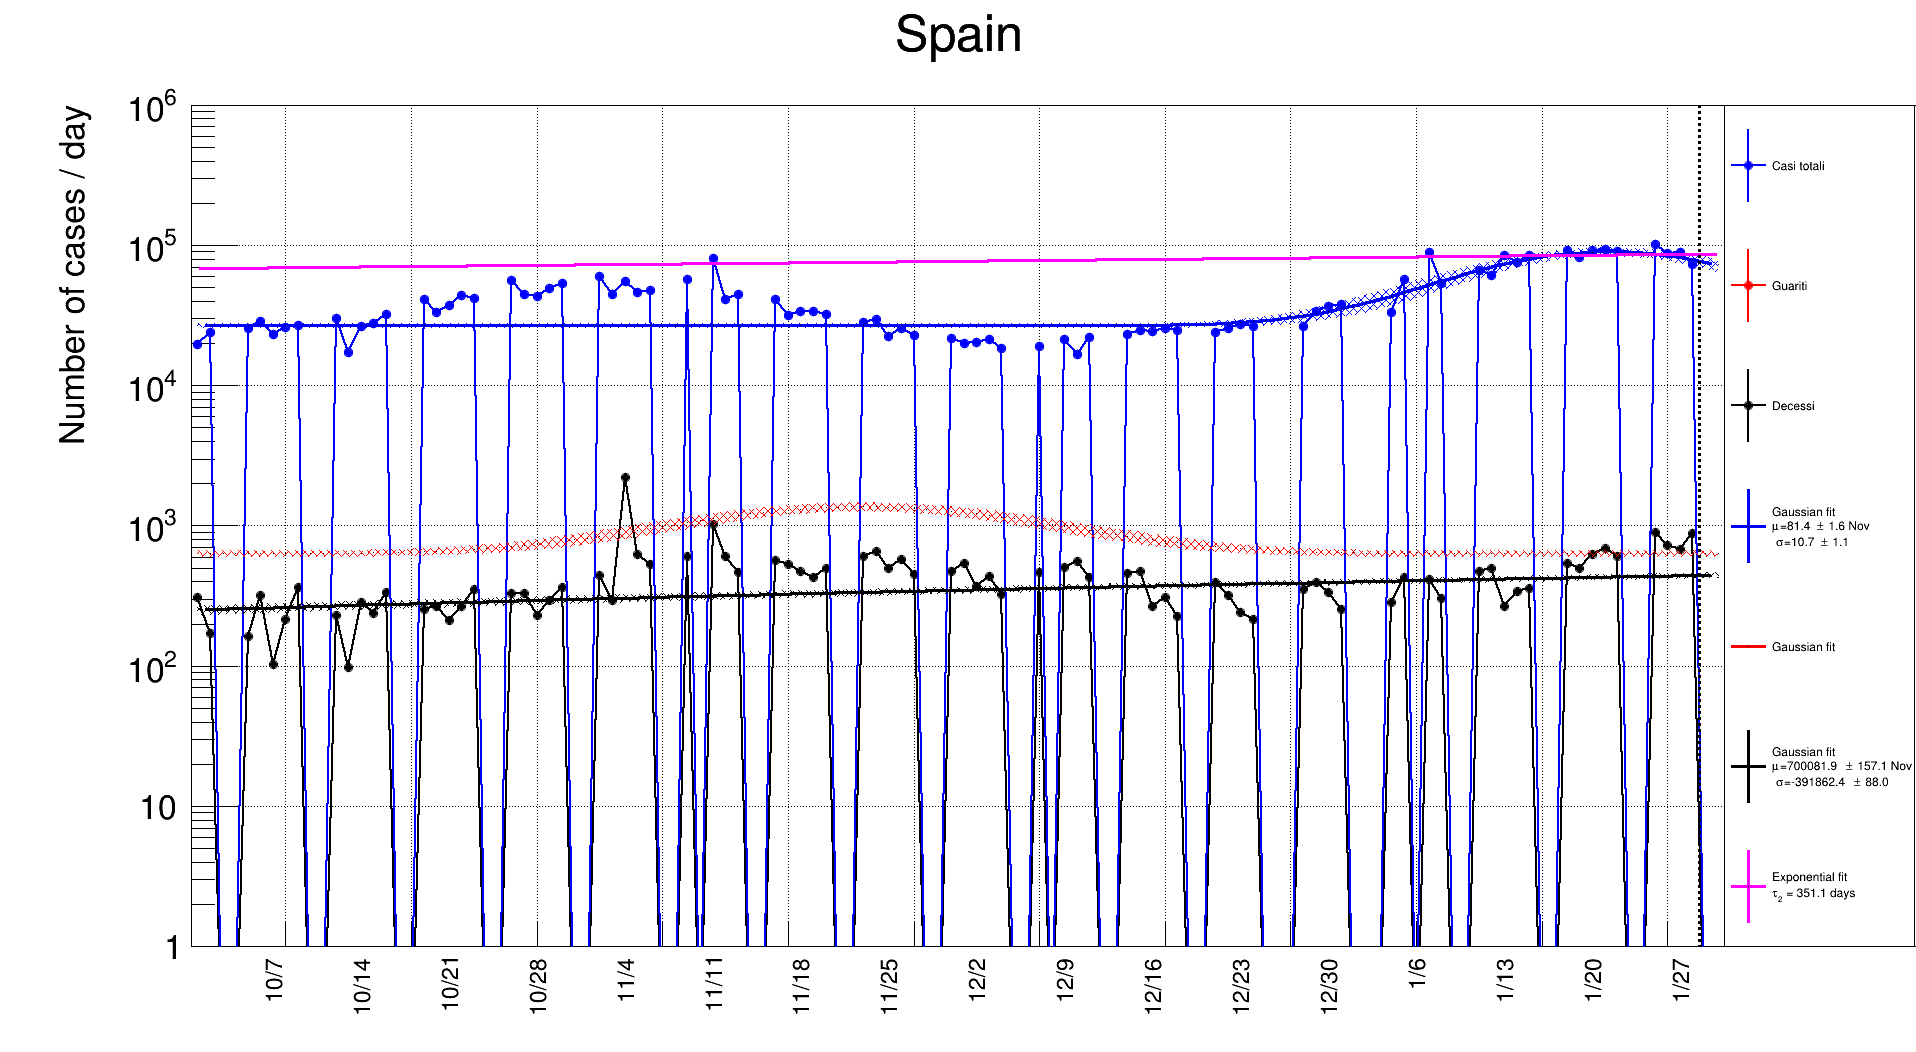 Spain
Number of cases / day
10^6
10^5
10^4
10^3
10^2
10
1
10/7
10/14
10/21
10/28
11/4
11/11
11/18
11/25
12/2
12/9
12/16
12/23
12/30
1/6
1/13
1/20
1/27
Casi totali
Guariti
Decessi
Gaussian fit
μ=81.4 ± 1.6 Nov
σ=10.7 ± 1.1
Gaussian fit
Gaussian fit
μ=700081.9 ± 157.1 Nov
σ=-391862.4 ± 88.0
Exponential fit
τ_2 = 351.1 days